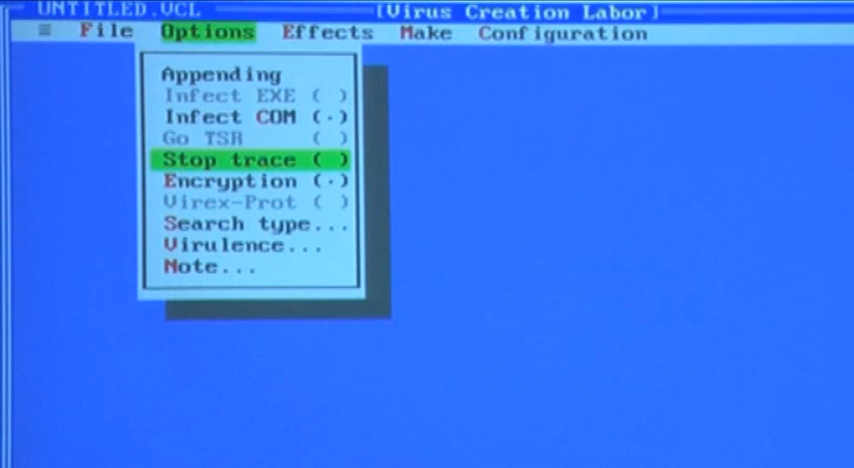 UNTITLED.VCL [Virus Creation Labor]
≡ File Options Effects Make Configuration
Appending
Infect EXE ( )
Infect COM (·)
Go TSR ( )
Stop trace ( )
Encryption (·)
Virex-Prot ( )
Search type...
Virulence...
Note...